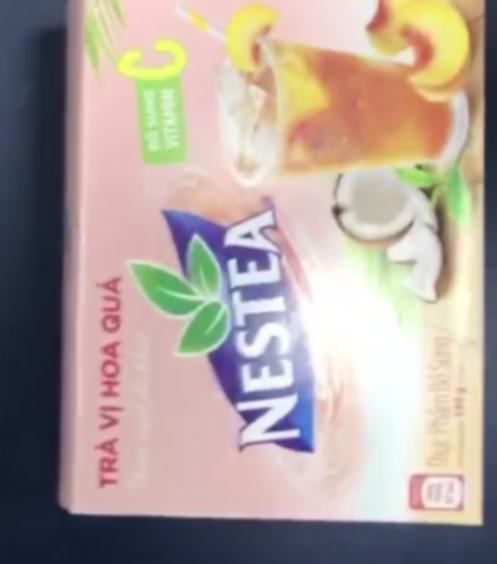 TRÀ VỊ HOA QUẢ
NESTEA
BỔ SUNG
VITAMIN C
Thực Phẩm Bổ Sung